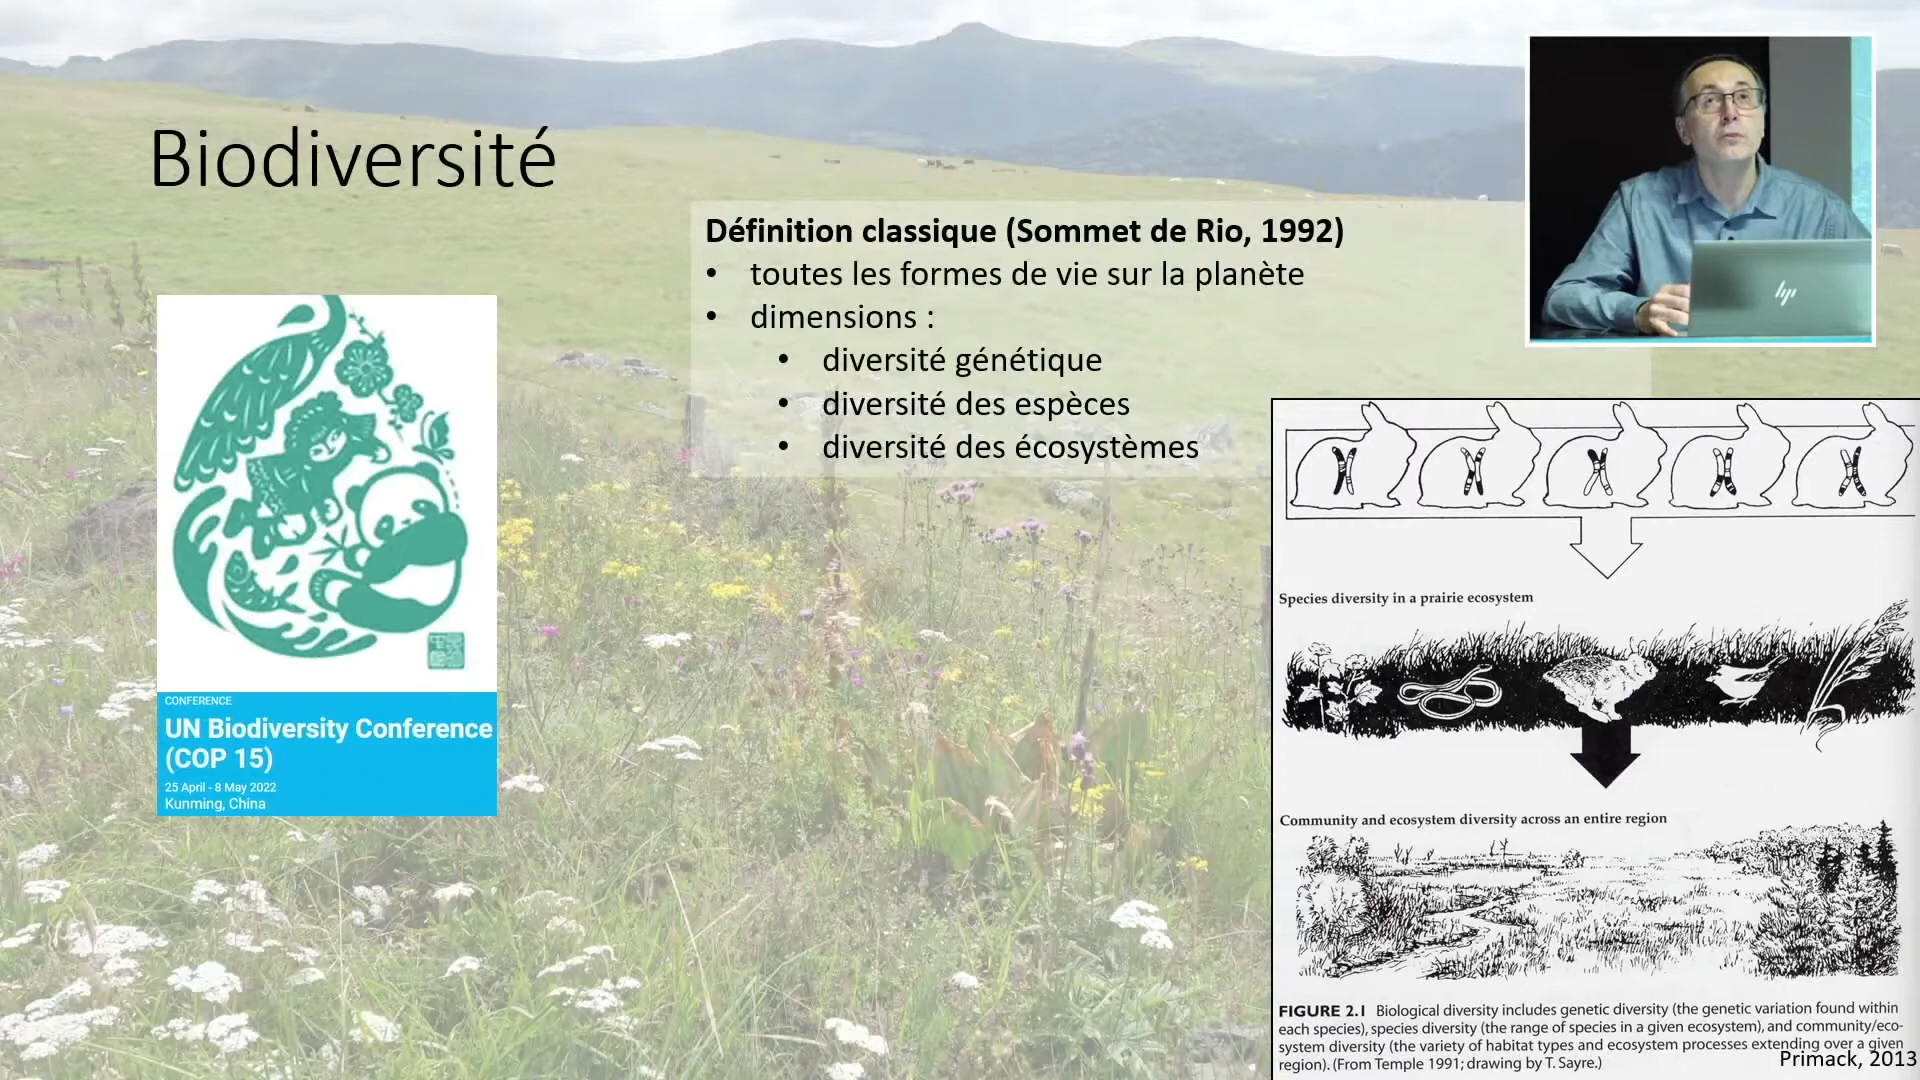 Biodiversité
Définition classique (Sommet de Rio, 1992)
• toutes les formes de vie sur la planète
• dimensions :
• diversité génétique
• diversité des espèces
• diversité des écosystèmes
hp
CONFERENCE
UN Biodiversity Conference
(COP 15)
25 April - 8 May 2022
Kunming, China
Species diversity in a prairie ecosystem
Community and ecosystem diversity across an entire region
FIGURE 2.1 Biological diversity includes genetic diversity (the genetic variation found within
each species), species diversity (the range of species in a given ecosystem), and community/eco-
system diversity (the variety of habitat types and ecosystem processes extending over a given
region). (From Temple 1991; drawing by T. Sayre.)
Primack, 2013